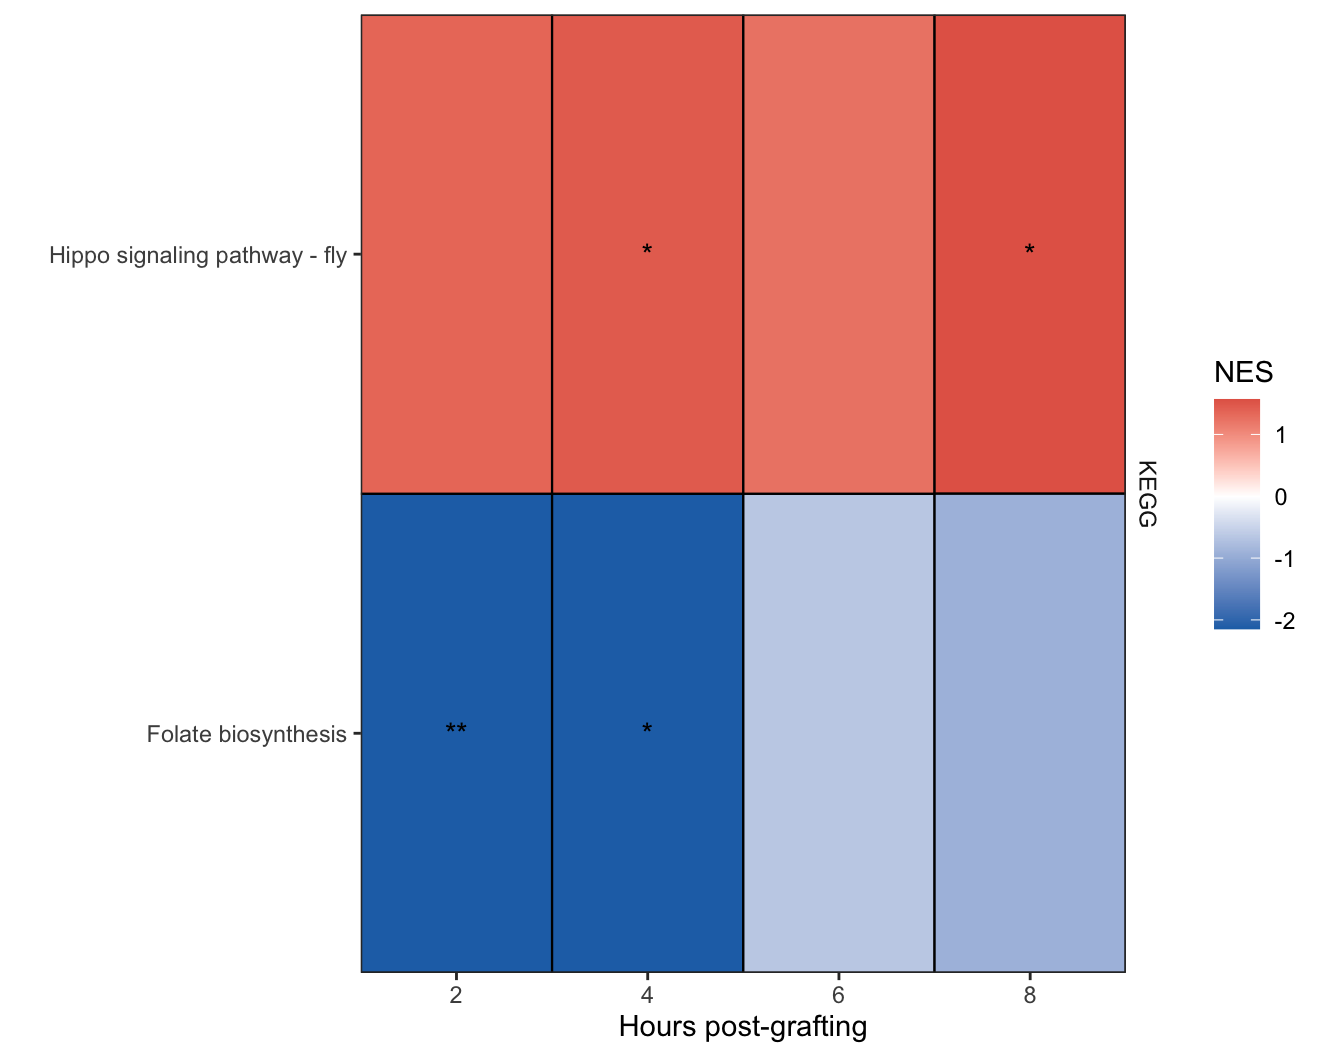 Hippo signaling pathway - fly
*
*
Folate biosynthesis
**
*
2
4
6
8
Hours post-grafting
KEGG
NES
1
0
-1
-2